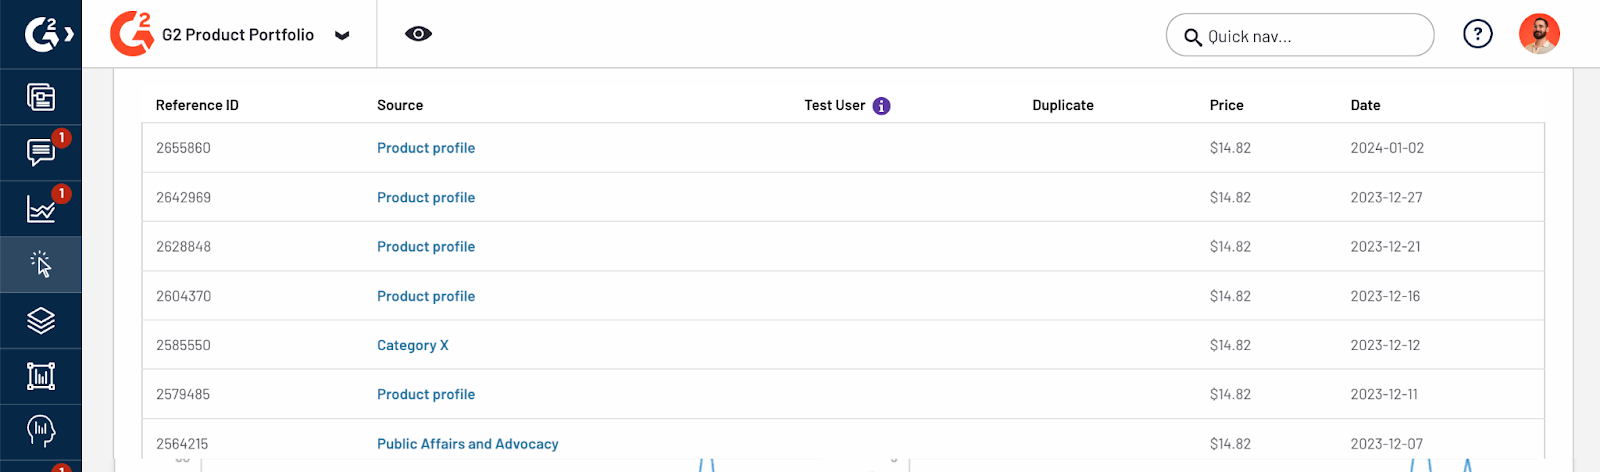 G2 G2 G2 Product Portfolio Quick nav... ?
Reference ID Source Test User i Duplicate Price Date
1
2655860 Product profile $14.82 2024-01-02
1
2642969 Product profile $14.82 2023-12-27
2628848 Product profile $14.82 2023-12-21
2604370 Product profile $14.82 2023-12-16
2585550 Category X $14.82 2023-12-12
2579485 Product profile $14.82 2023-12-11
2564215 Public Affairs and Advocacy $14.82 2023-12-07